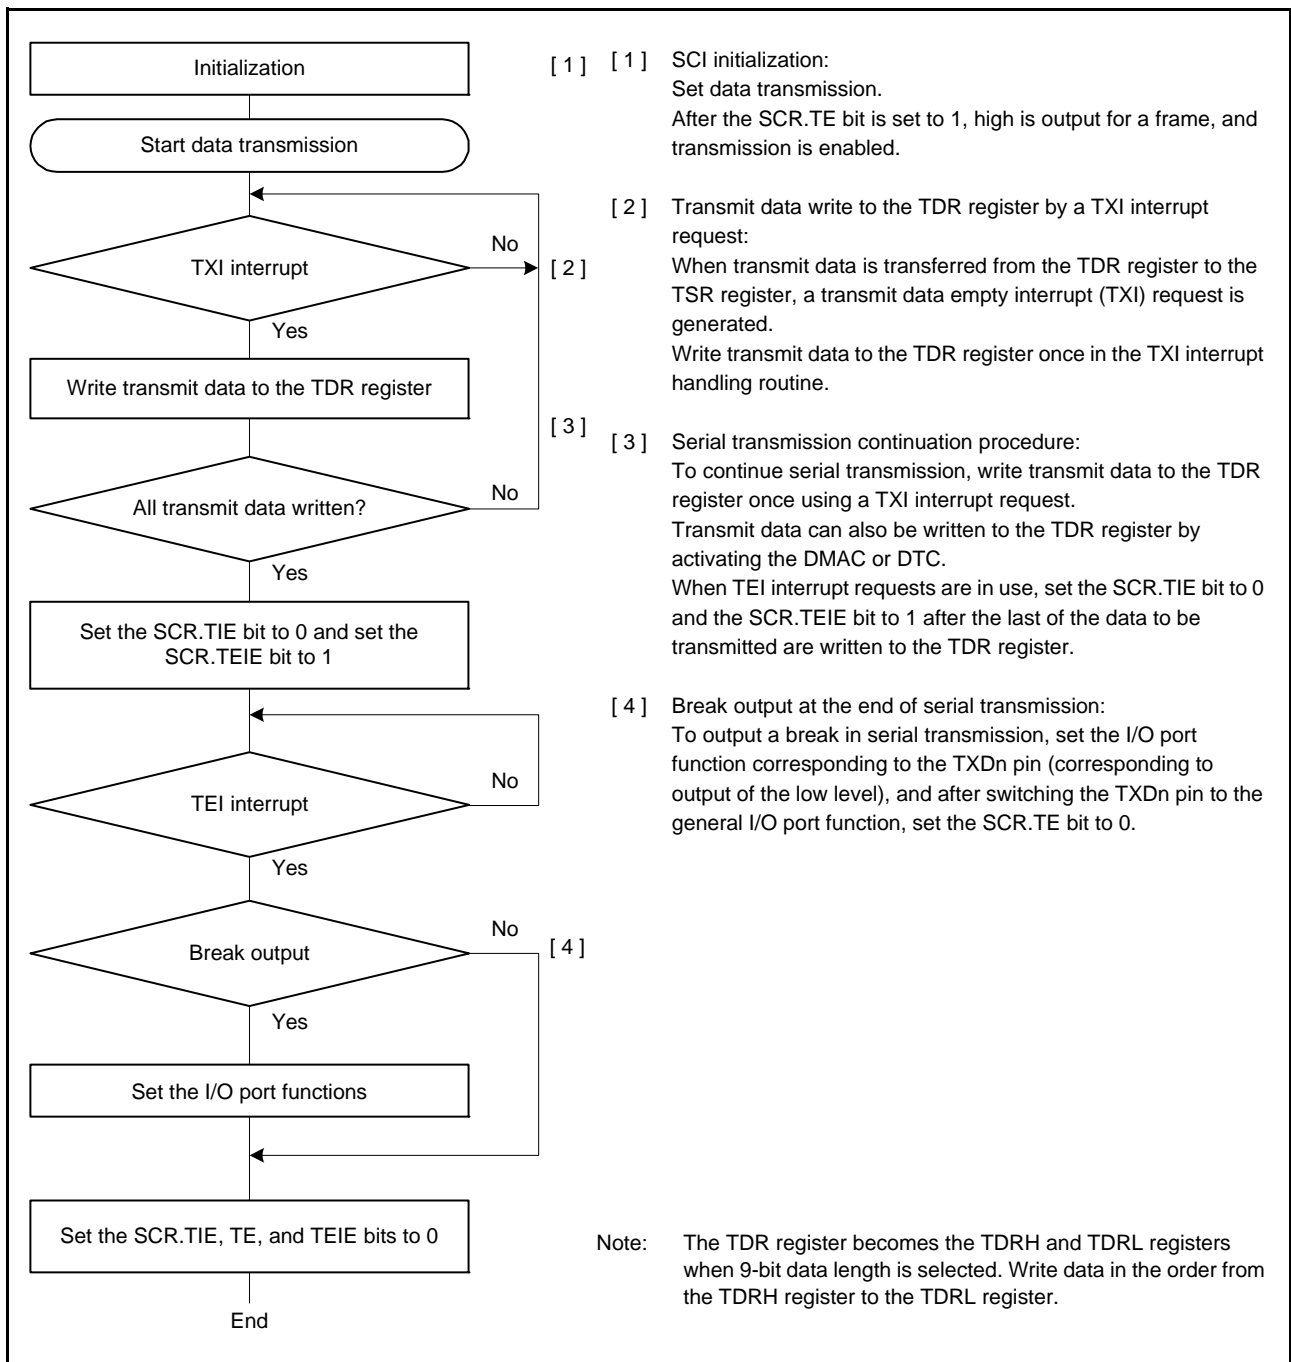 Initialization
[ 1 ]
Start data transmission
No
TXI interrupt
[ 2 ]
Yes
Write transmit data to the TDR register
[ 3 ]
No
All transmit data written?
Yes
Set the SCR.TIE bit to 0 and set the
SCR.TEIE bit to 1
No
TEI interrupt
Yes
No
Break output
[ 4 ]
Yes
Set the I/O port functions
Set the SCR.TIE, TE, and TEIE bits to 0
End
[ 1 ] SCI initialization:
Set data transmission.
After the SCR.TE bit is set to 1, high is output for a frame, and
transmission is enabled.
[ 2 ] Transmit data write to the TDR register by a TXI interrupt
request:
When transmit data is transferred from the TDR register to the
TSR register, a transmit data empty interrupt (TXI) request is
generated.
Write transmit data to the TDR register once in the TXI interrupt
handling routine.
[ 3 ] Serial transmission continuation procedure:
To continue serial transmission, write transmit data to the TDR
register once using a TXI interrupt request.
Transmit data can also be written to the TDR register by
activating the DMAC or DTC.
When TEI interrupt requests are in use, set the SCR.TIE bit to 0
and the SCR.TEIE bit to 1 after the last of the data to be
transmitted are written to the TDR register.
[ 4 ] Break output at the end of serial transmission:
To output a break in serial transmission, set the I/O port
function corresponding to the TXDn pin (corresponding to
output of the low level), and after switching the TXDn pin to the
general I/O port function, set the SCR.TE bit to 0.
Note: The TDR register becomes the TDRH and TDRL registers
when 9-bit data length is selected. Write data in the order from
the TDRH register to the TDRL register.